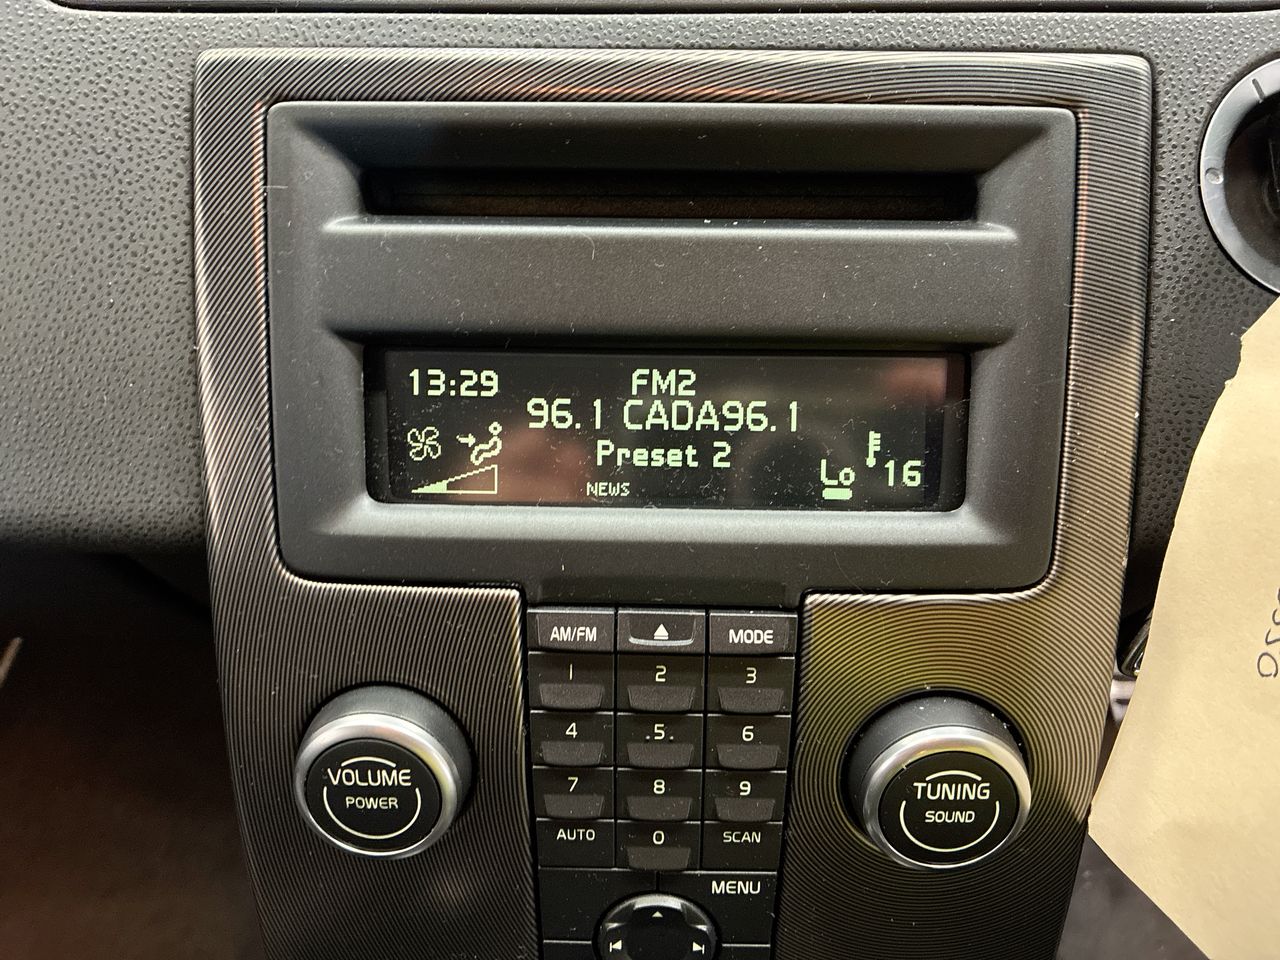 13:29
FM2
96.1 CADA96.1
Preset 2
Lo
16
NEWS
AM/FM
MODE
1
2
3
4
.5.
6
7
8
9
AUTO
0
SCAN
MENU
VOLUME
POWER
TUNING
SOUND